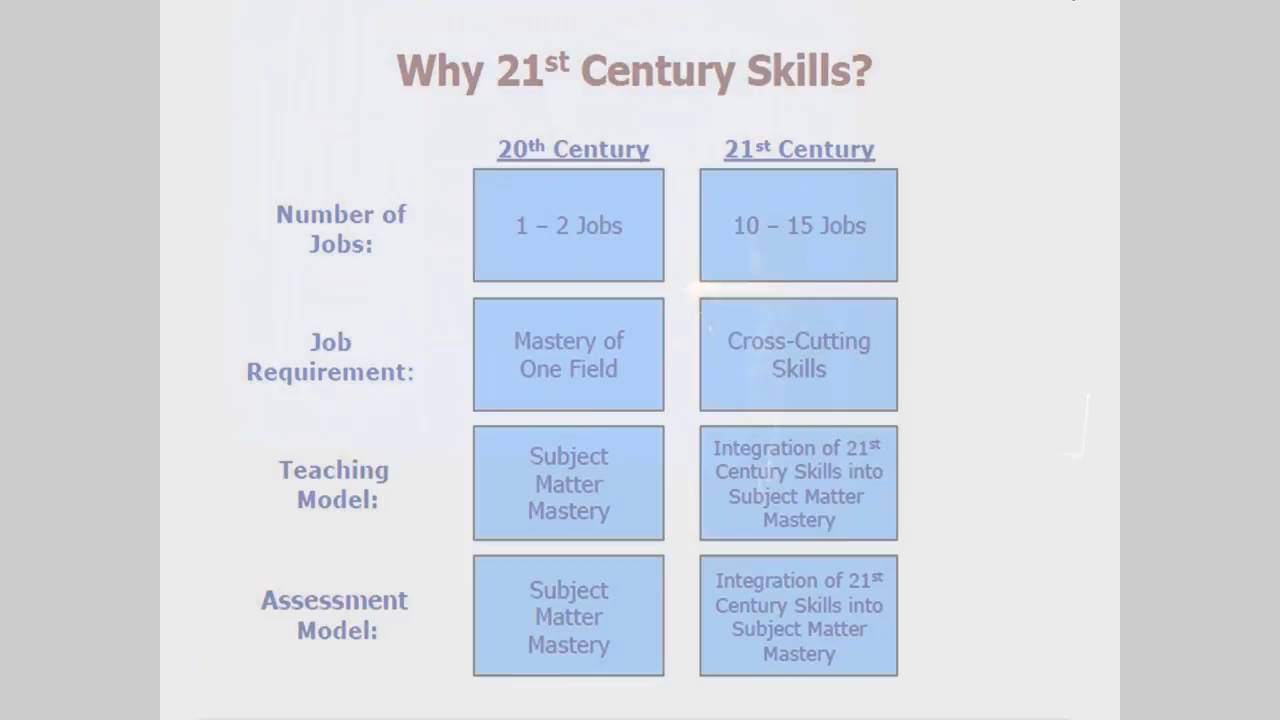 Why 21st Century Skills?
20th Century
21st Century
Number of
Jobs:
1 – 2 Jobs
10 – 15 Jobs
Job
Requirement:
Mastery of
One Field
Cross-Cutting
Skills
Teaching
Model:
Subject
Matter
Mastery
Integration of 21st
Century Skills into
Subject Matter
Mastery
Assessment
Model:
Subject
Matter
Mastery
Integration of 21st
Century Skills into
Subject Matter
Mastery